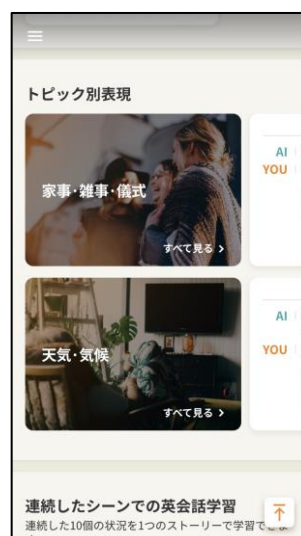 トピック別表現
家事・雑事・儀式
すべて見る >
AI
YOU
天気・気候
すべて見る >
AI
YOU
連続したシーンでの英会話学習
連続した10個の状況を1つのストーリーで学習でき